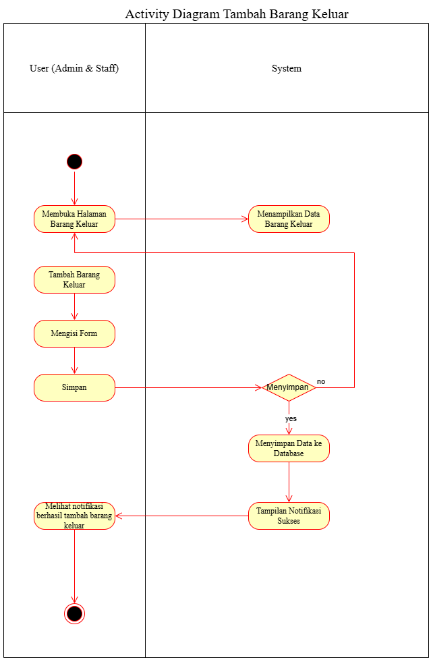 Activity Diagram Tambah Barang Keluar
User (Admin & Staff)
System
Membuka Halaman
Barang Keluar
Menampilkan Data
Barang Keluar
Tambah Barang
Keluar
Mengisi Form
Simpan
Menyimpan
no
yes
Menyimpan Data ke
Database
Melihat notifikasi
berhasil tambah barang
keluar
Tampilan Notifikasi
Sukses